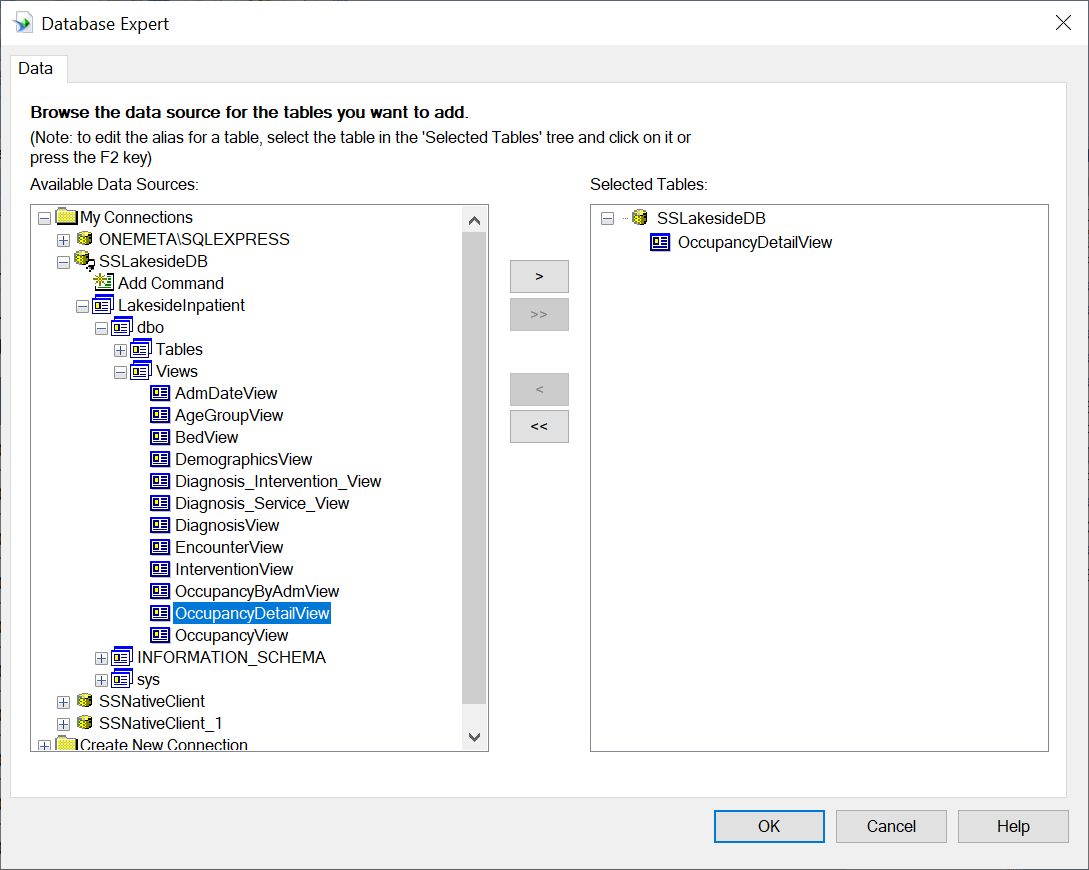 Database Expert
Data
Browse the data source for the tables you want to add.
(Note: to edit the alias for a table, select the table in the 'Selected Tables' tree and click on it or
press the F2 key)
Available Data Sources:
My Connections
ONEMETA\SQLEXPRESS
SSLakesideDB
Add Command
LakesideInpatient
dbo
Tables
Views
AdmDateView
AgeGroupView
BedView
DemographicsView
Diagnosis_Intervention_View
Diagnosis_Service_View
DiagnosisView
EncounterView
InterventionView
OccupancyByAdmView
OccupancyDetailView
OccupancyView
INFORMATION_SCHEMA
sys
SSNativeClient
SSNativeClient_1
Create New Connection
>
>>
<
<<
Selected Tables:
SSLakesideDB
OccupancyDetailView
OK
Cancel
Help